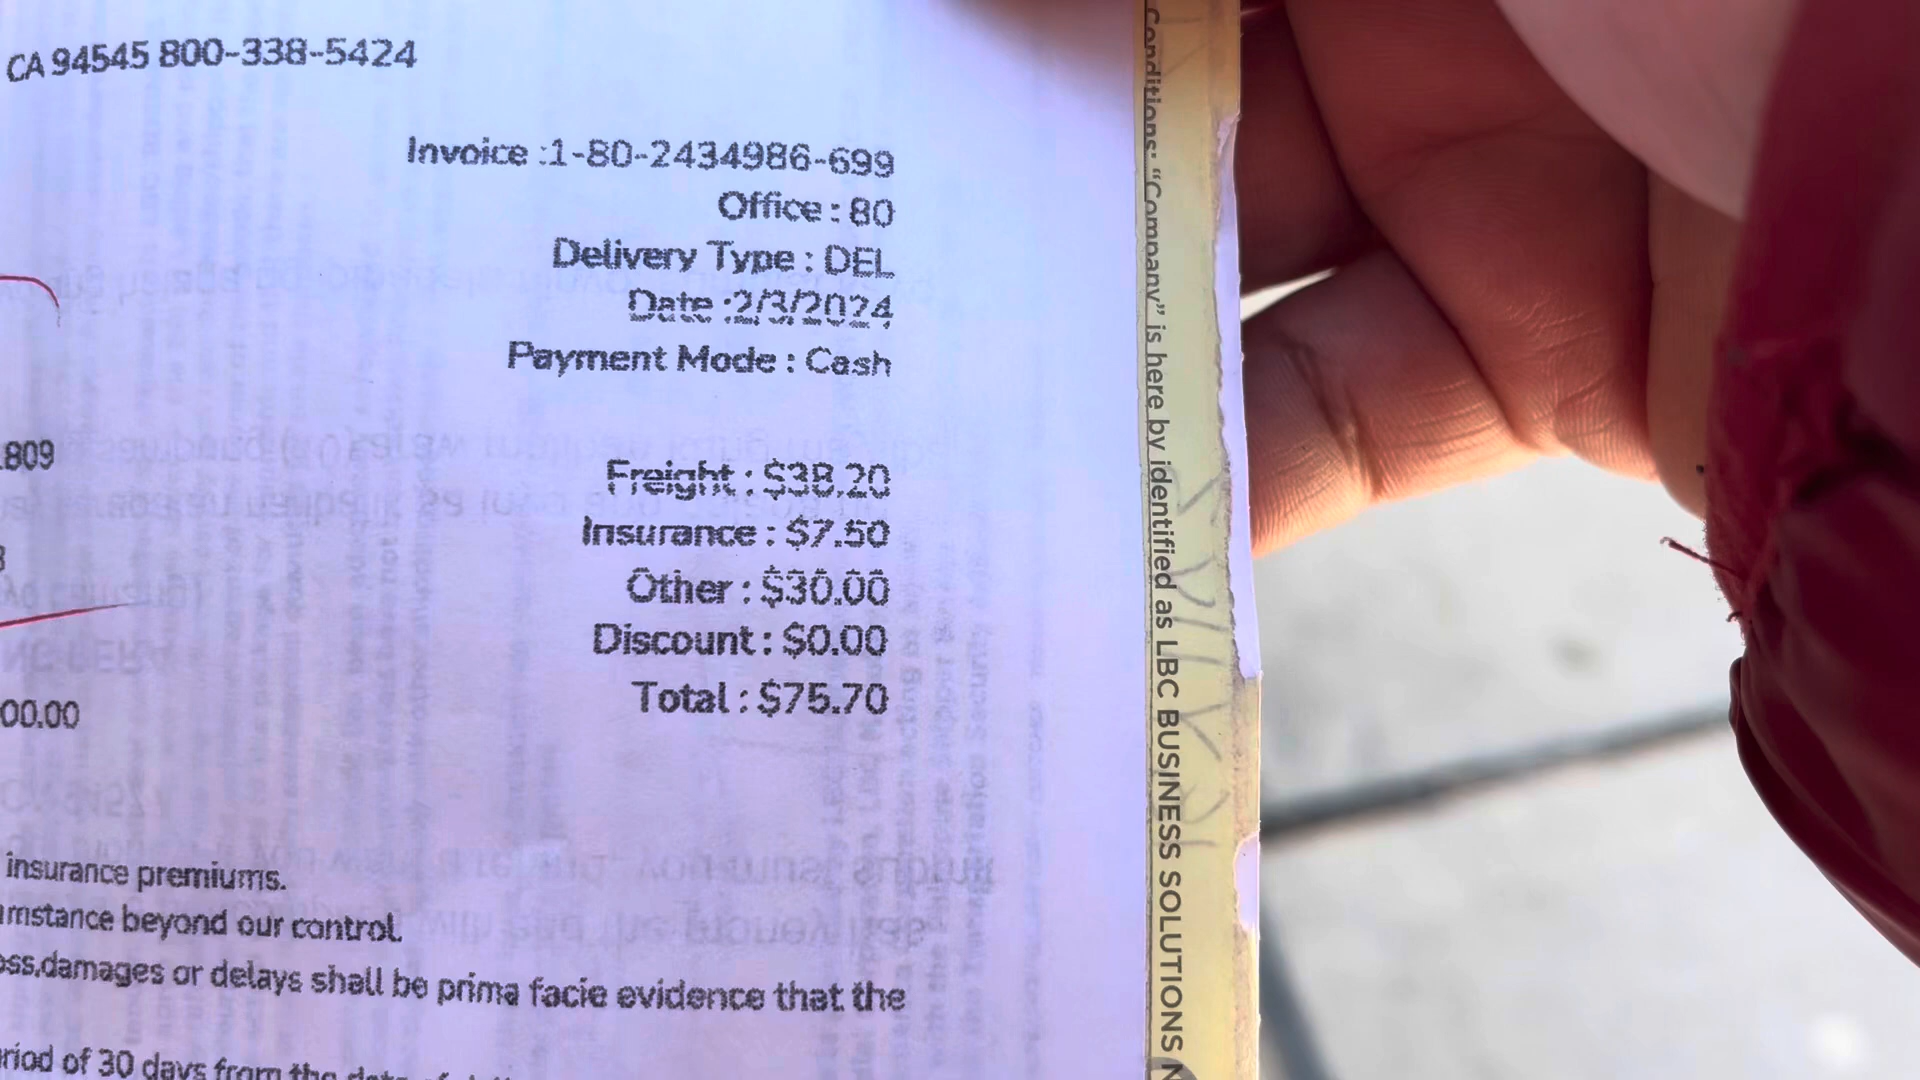 CA 94545 800-338-5424
Invoice :1-80-2434986-699
Office : 80
Delivery Type : DEL
Date :2/3/2024
Payment Mode : Cash
809
Freight : $38.20
Insurance : $7.50
Other : $30.00
Discount : $0.00
Total : $75.70
00.00
insurance premiums.
mstance beyond our control.
oss,damages or delays shall be prima facie evidence that the
riod of 30 days from the date of
Conditions: "Company" is here by identified as LBC BUSINESS SOLUTIONS N